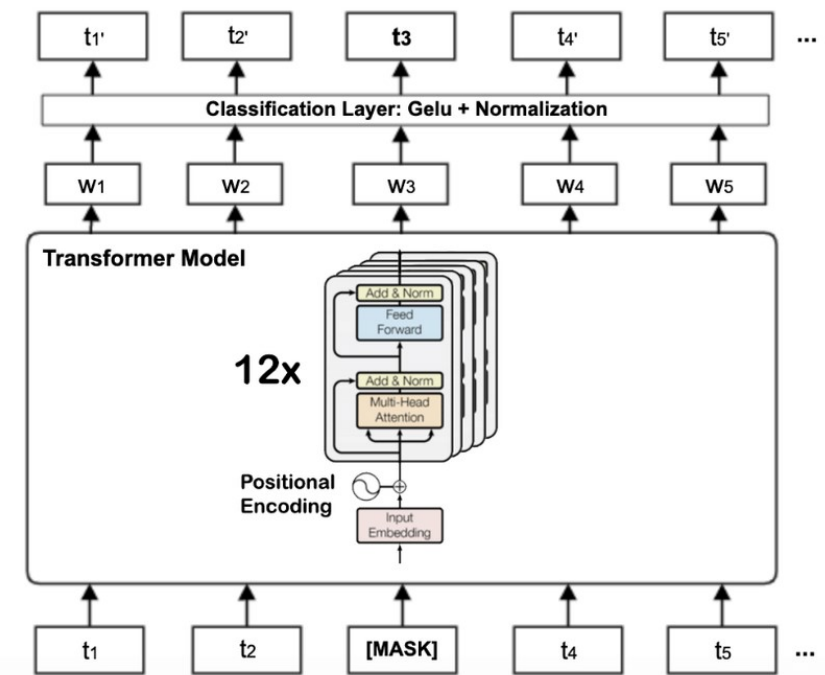 t1' t2' t3 t4' t5' ...
Classification Layer: Gelu + Normalization
w1 w2 w3 w4 w5
Transformer Model
Add & Norm
Feed
Forward
12x
Add & Norm
Multi-Head
Attention
Positional
Encoding
Input
Embedding
t1 t2 [MASK] t4 t5 ...